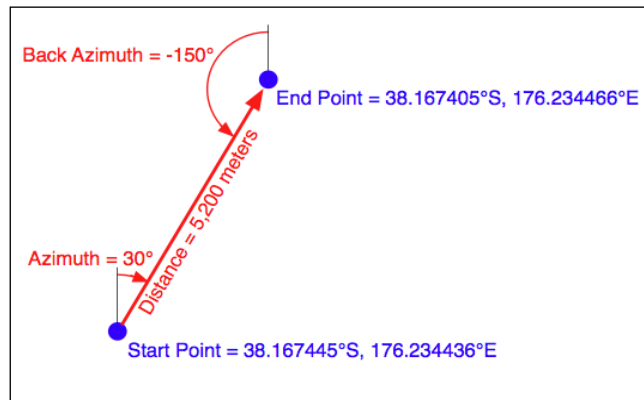 Back Azimuth = -150°
End Point = 38.167405°S, 176.234466°E
Distance = 5,200 meters
Azimuth = 30°
Start Point = 38.167445°S, 176.234436°E